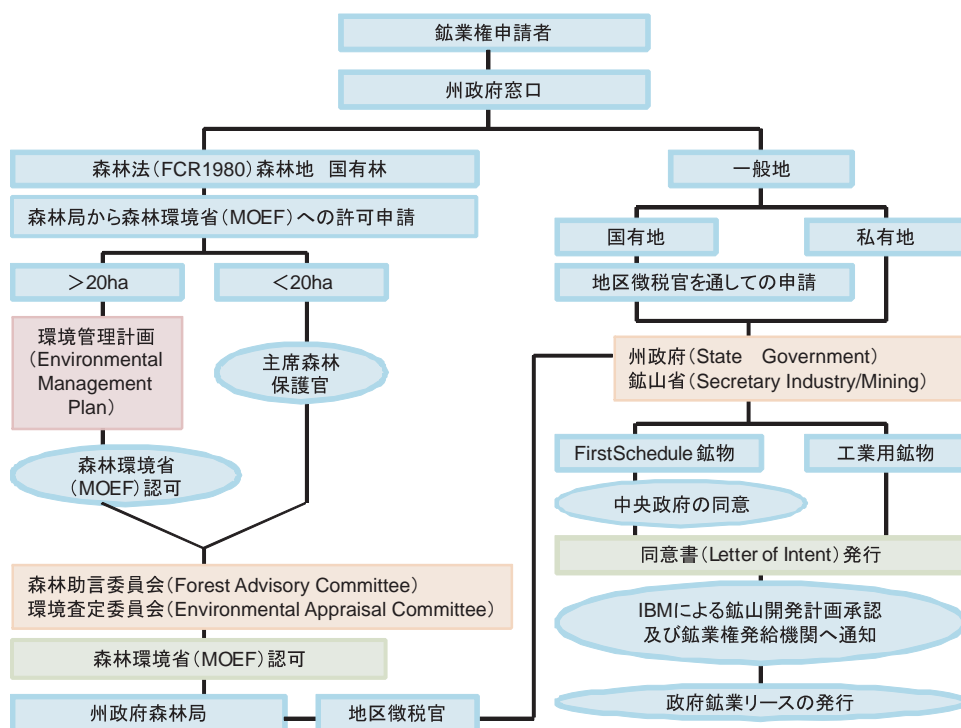 鉱業権申請者
州政府窓口
森林法(FCR1980)森林地 国有林
一般地
森林局から森林環境省(MOEF)への許可申請
国有地
私有地
>20ha
<20ha
地区徴税官を通しての申請
環境管理計画
(Environmental
Management
Plan)
主席森林
保護官
州政府(State Government)
鉱山省(Secretary Industry/Mining)
FirstSchedule 鉱物
工業用鉱物
森林環境省
(MOEF)認可
中央政府の同意
同意書(Letter of Intent)発行
森林助言委員会(Forest Advisory Committee)
環境査定委員会(Environmental Appraisal Committee)
IBMによる鉱山開発計画承認
及び鉱業権発給機関へ通知
森林環境省(MOEF)認可
州政府森林局
地区徴税官
政府鉱業リースの発行